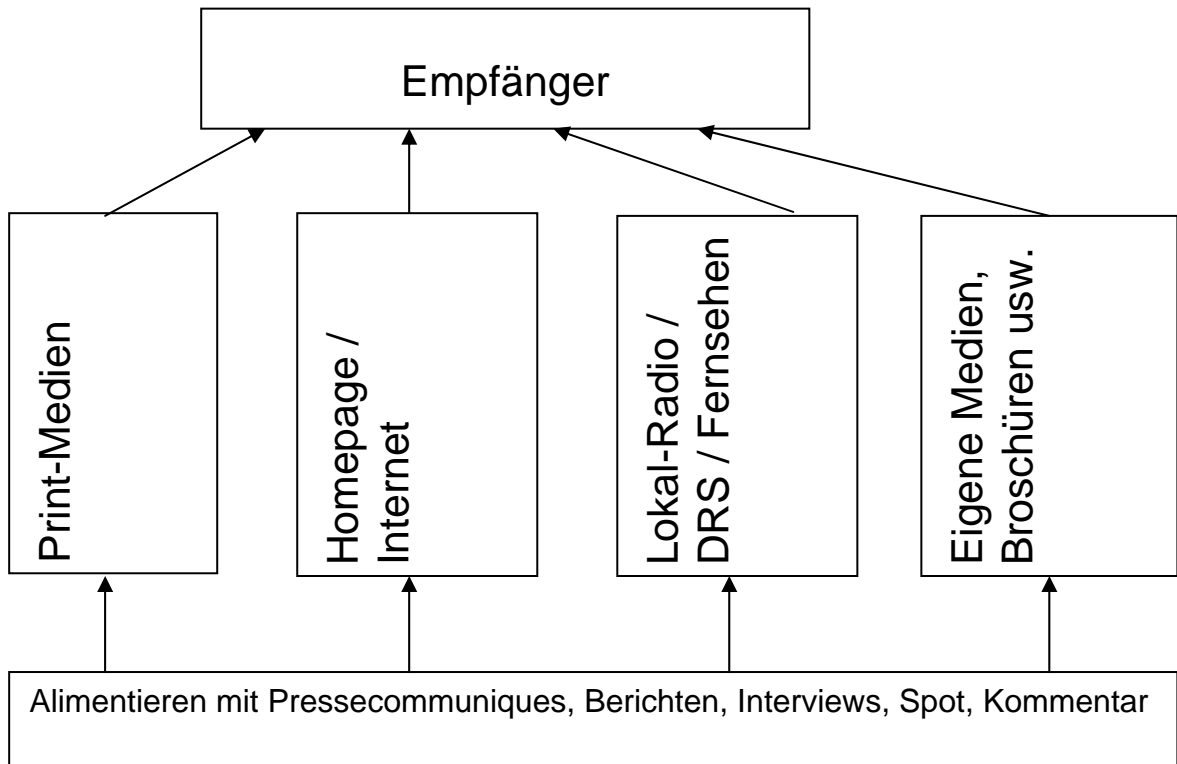 Empfänger
Print-Medien
Homepage /
Internet
Lokal-Radio /
DRS / Fernsehen
Eigene Medien,
Broschüren usw.
Alimentieren mit Pressecommuniques, Berichten, Interviews, Spot, Kommentar